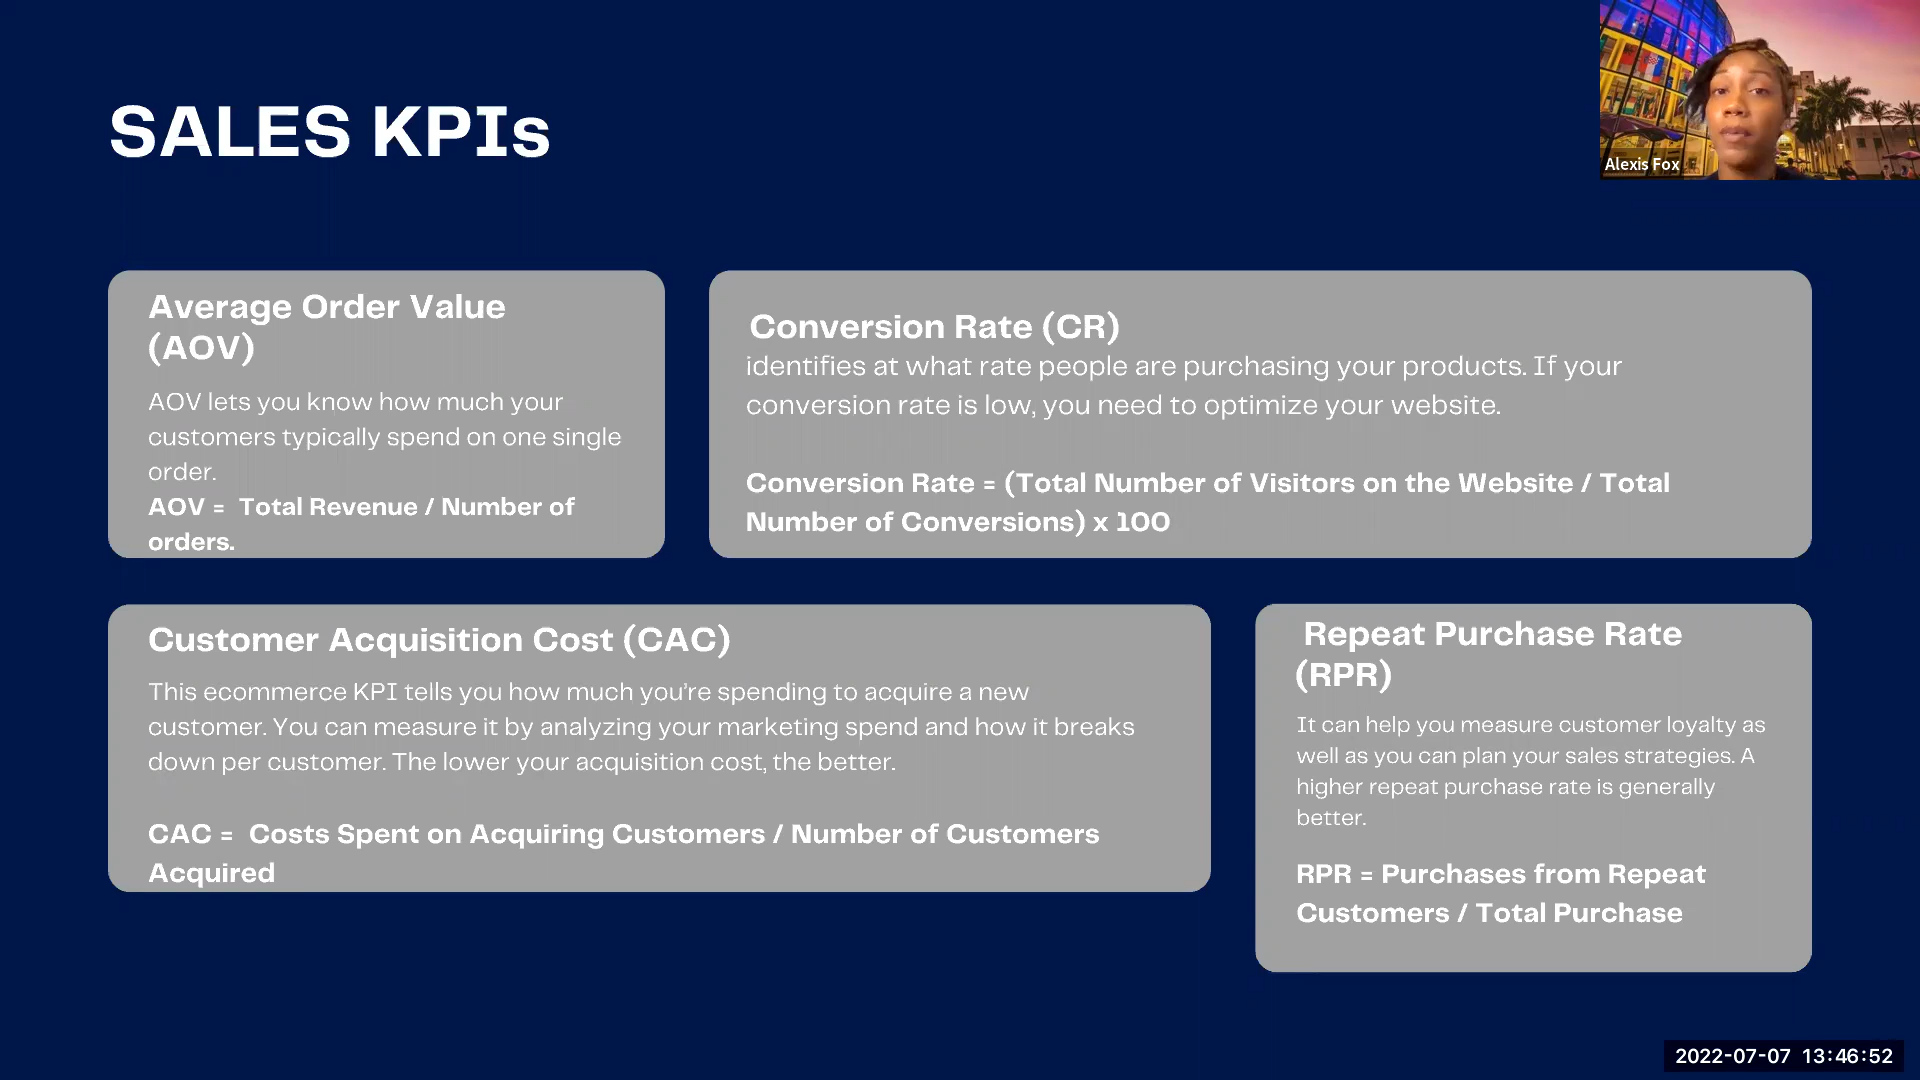 SALES KPIs
Alexis Fox
Average Order Value
(AOV)
AOV lets you know how much your
customers typically spend on one single
order.
AOV = Total Revenue / Number of
orders.
Conversion Rate (CR)
identifies at what rate people are purchasing your products. If your
conversion rate is low, you need to optimize your website.
Conversion Rate = (Total Number of Visitors on the Website / Total
Number of Conversions) x 100
Customer Acquisition Cost (CAC)
This ecommerce KPI tells you how much you’re spending to acquire a new
customer. You can measure it by analyzing your marketing spend and how it breaks
down per customer. The lower your acquisition cost, the better.
CAC = Costs Spent on Acquiring Customers / Number of Customers
Acquired
Repeat Purchase Rate
(RPR)
It can help you measure customer loyalty as
well as you can plan your sales strategies. A
higher repeat purchase rate is generally
better.
RPR = Purchases from Repeat
Customers / Total Purchase
2022-07-07 13:46:52